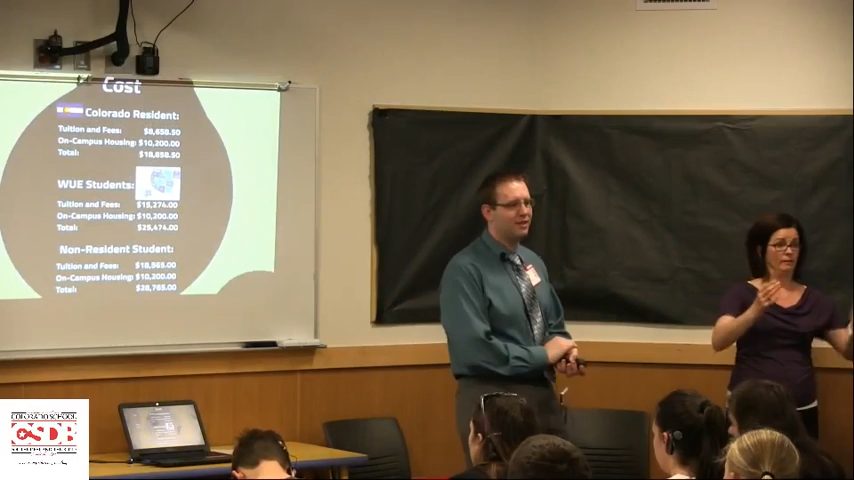 Cost
Colorado Resident:
Tuition and Fees: $8,658.50
On-Campus Housing: $10,200.00
Total: $18,858.50
WUE Students:
Tuition and Fees: $15,274.00
On-Campus Housing: $10,200.00
Total: $25,474.00
Non-Resident Student:
Tuition and Fees: $18,565.00
On-Campus Housing: $10,200.00
Total: $28,765.00
COLORADO SCHOOL
CSDB